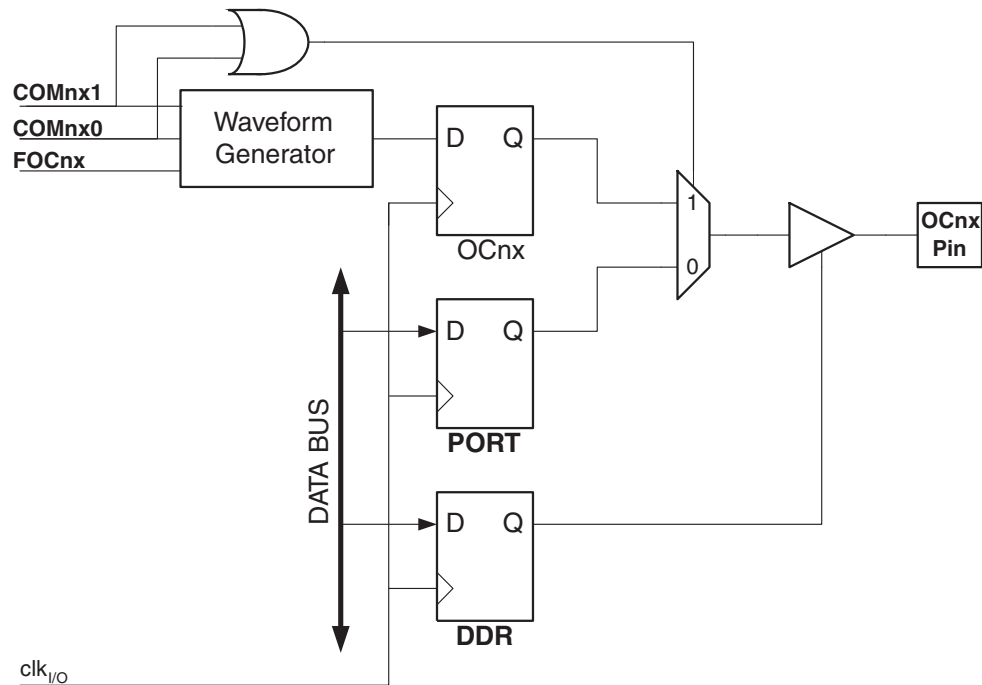 COMnx1
COMnx0
FOCnx
Waveform
Generator
D Q
OCnx
1
0
OCnx
Pin
DATA BUS
D Q
PORT
D Q
DDR
clkI/O